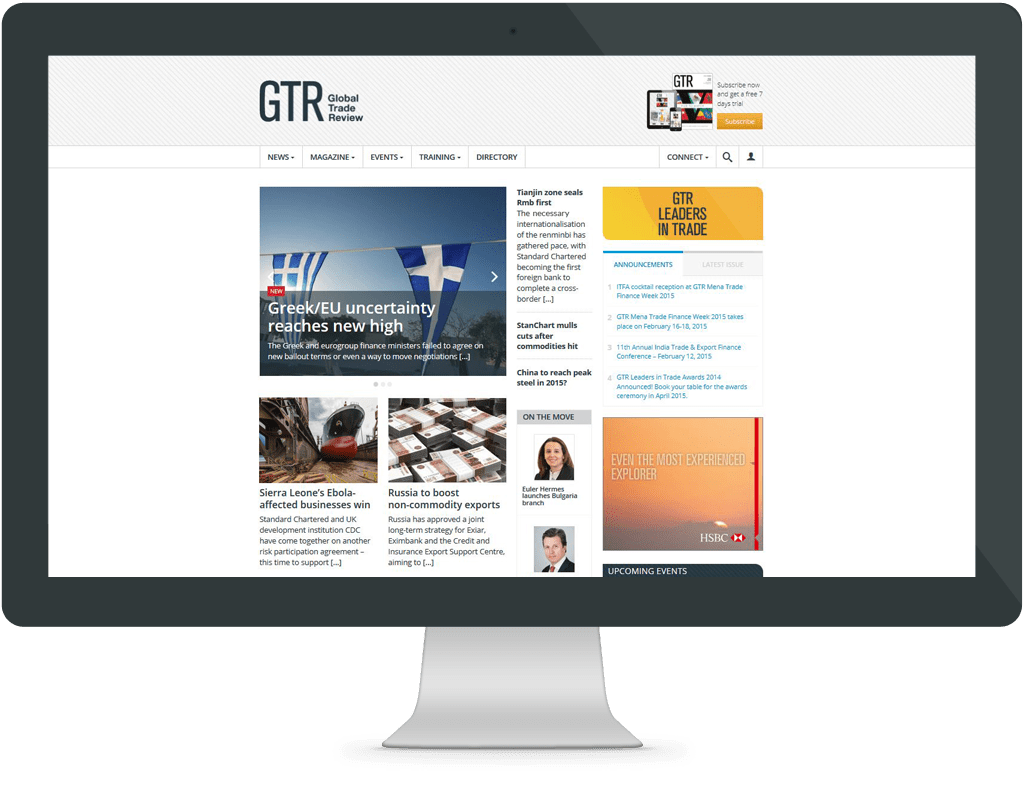 GTR Global
Trade
Review
GTR
Subscribe now
and get a free 7
days trial
Subscribe
NEWS
MAGAZINE
EVENTS
TRAINING
DIRECTORY
CONNECT
NEW
Greek/EU uncertainty
reaches new high
The Greek and eurogroup finance ministers failed to agree on
new bailout terms or even a way to move negotiations [...]
Sierra Leone's Ebola-
affected businesses win
Standard Chartered and UK
development institution CDC
have come together on another
risk participation agreement –
this time to support [...]
Russia to boost
non-commodity exports
Russia has approved a joint
long-term strategy for Exiar,
Eximbank and the Credit and
Insurance Export Support Centre,
aiming to [...]
Tianjin zone seals
Rmb first
The necessary
internationalisation
of the renminbi has
gathered pace, with
Standard Chartered
becoming the first
foreign bank to
complete a cross-
border [...]
StanChart mulls
cuts after
commodities hit
China to reach peak
steel in 2015?
ON THE MOVE
Euler Hermes
launches Bulgaria
branch
GTR
LEADERS
IN TRADE
ANNOUNCEMENTS
LATEST ISSUE
1 ITFA cocktail reception at GTR Mena Trade
Finance Week 2015
2 GTR Mena Trade Finance Week 2015 takes
place on February 16-18, 2015
3 11th Annual India Trade & Export Finance
Conference – February 12, 2015
4 GTR Leaders in Trade Awards 2014
Announced! Book your table for the awards
ceremony in April 2015.
EVEN THE MOST EXPERIENCED
EXPLORER
HSBC
UPCOMING EVENTS